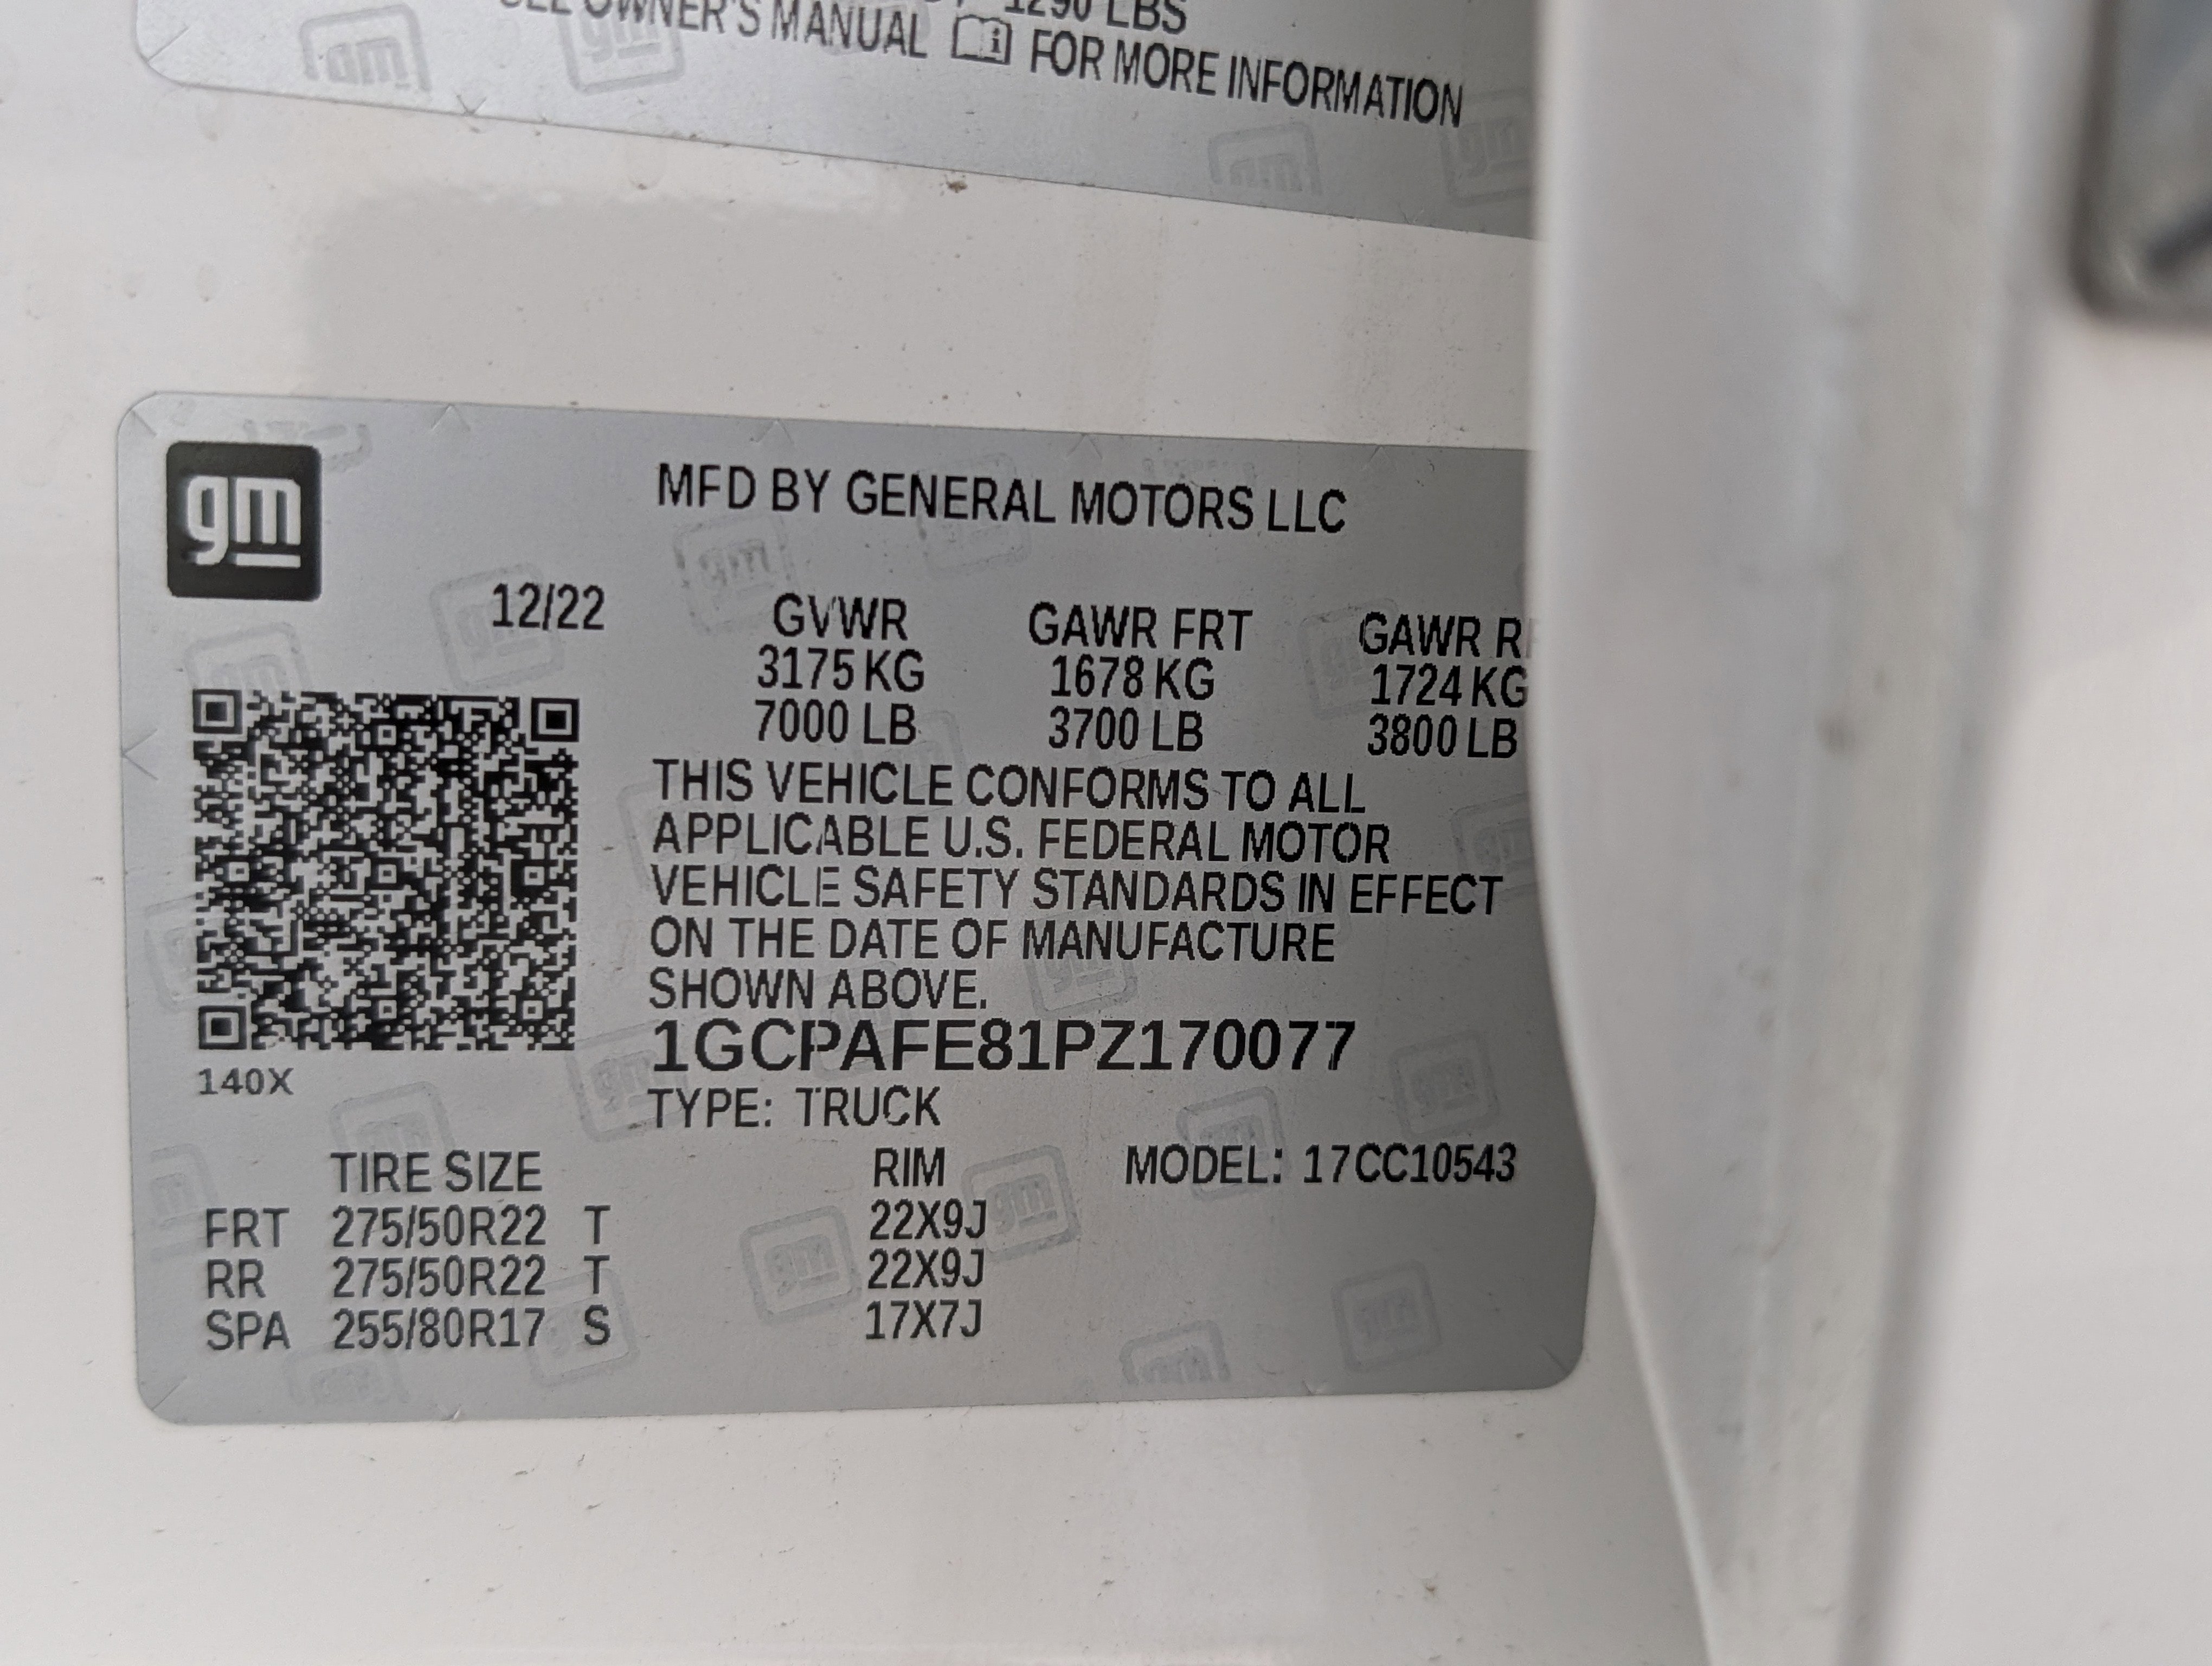 1290 LBS
OWNER'S MANUAL FOR MORE INFORMATION
gm
MFD BY GENERAL MOTORS LLC
12/22 GVWR GAWR FRT GAWR
3175 KG 1678 KG 1724 KG
7000 LB 3700 LB 3800 LB
THIS VEHICLE CONFORMS TO ALL
APPLICABLE U.S. FEDERAL MOTOR
VEHICLE SAFETY STANDARDS IN EFFECT
ON THE DATE OF MANUFACTURE
SHOWN ABOVE.
1GCPAFE81PZ170077
140X
TYPE: TRUCK
TIRE SIZE RIM MODEL: 17CC10543
FRT 275/50R22 T 22X9J
RR 275/50R22 T 22X9J
SPA 255/80R17 S 17X7J